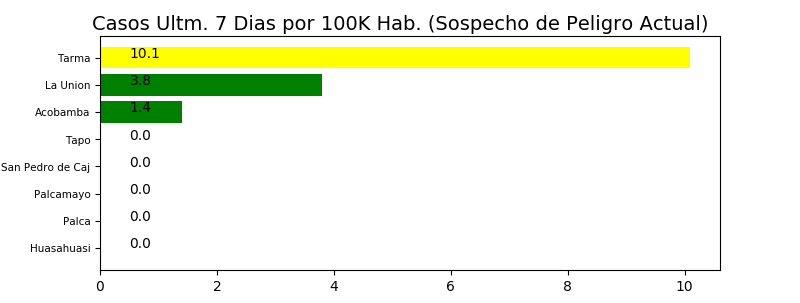 Casos Ultm. 7 Dias por 100K Hab. (Sospecho de Peligro Actual)
Tarma 10.1
La Union 3.8
Acobamba 1.4
Tapo 0.0
San Pedro de Caj 0.0
Palcamayo 0.0
Palca 0.0
Huasahuasi 0.0
0 2 4 6 8 10